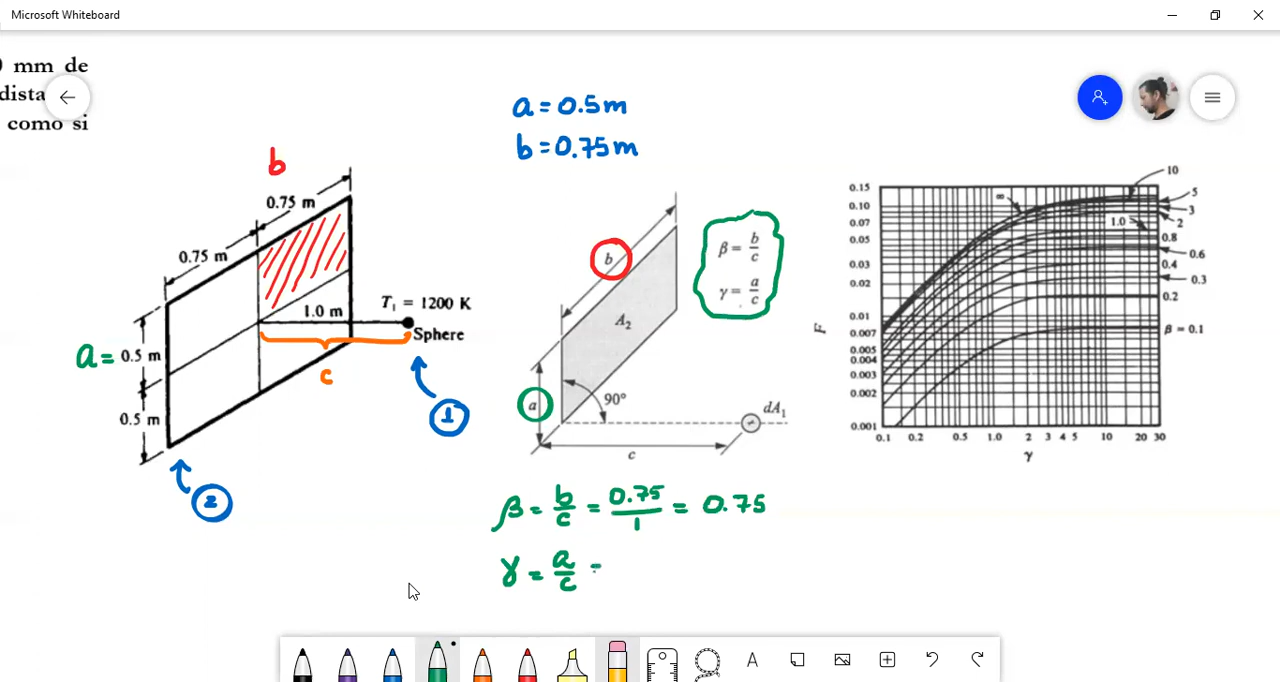 Microsoft Whiteboard
0 mm de
dista
como si
a = 0.5m
b = 0.75m
b
0.75 m
0.75 m
1.0 m
T₁ = 1200 K
Sphere
a = 0.5 m
c
0.5 m
1
2
b
A₂
a
90°
dA₁
c
β = b/c
γ = a/c
β = b/c = 0.75/1 = 0.75
γ = a/c =
F
0.15
0.10
0.07
0.05
0.03
0.02
0.01
0.007
0.005
0.004
0.003
0.002
0.001
∞
10
5
3
2
1.0
0.8
0.6
0.4
0.3
0.2
β = 0.1
0.1 0.2 0.5 1.0 2 3 4 5 10 20 30
γ
A